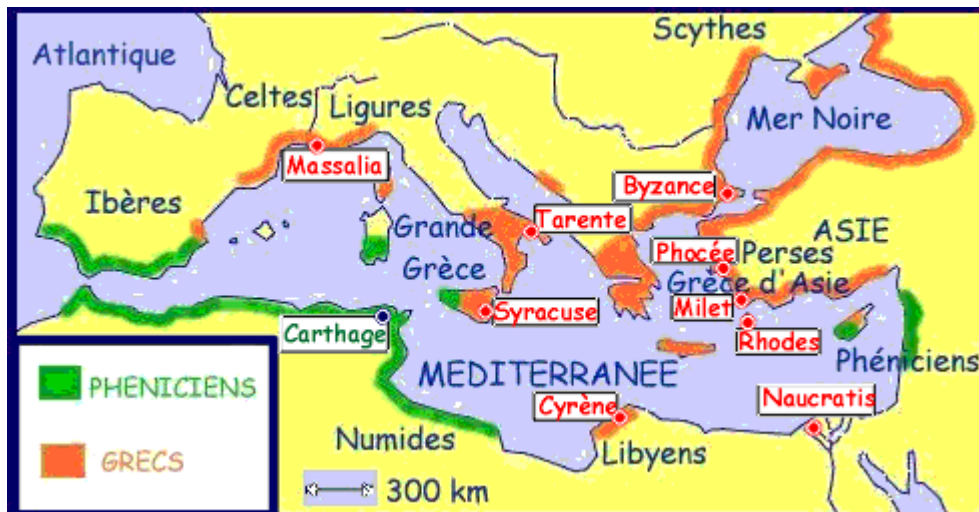 Scythes
Atlantique
Celtes
Ligures
Mer Noire
Massalia
Byzance
Ibères
Tarente
Grande
Grèce
ASIE
Phocée
Perses
Grèce d'Asie
Milet
Syracuse
Rhodes
Carthage
Phéniciens
MEDITERRANEE
PHENICIENS
Naucratis
Cyrène
Numides
Libyens
GRECS
300 km